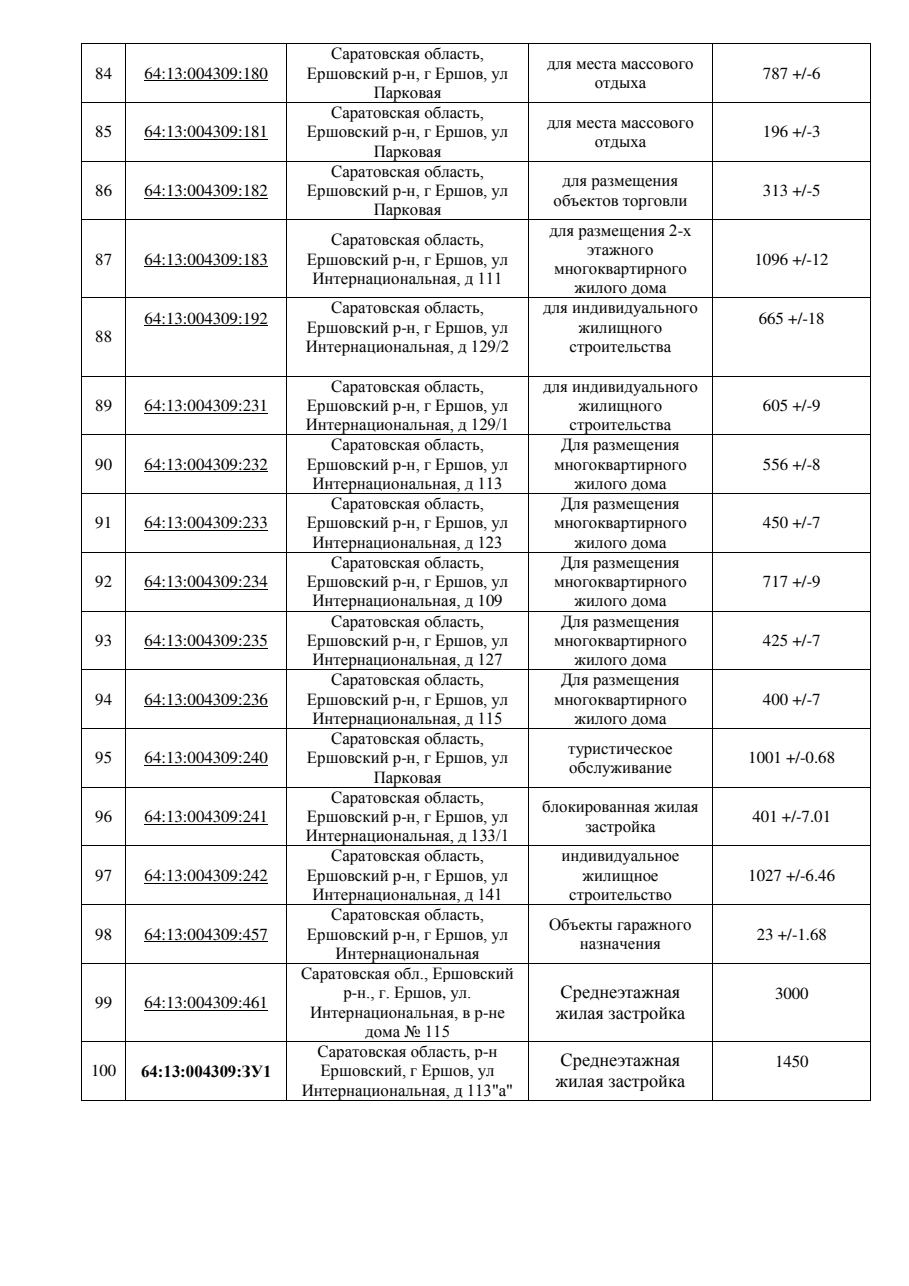 84
64:13:004309:180
Саратовская область,
Ершовский р-н, г Ершов, ул
Парковая
для места массового
отдыха
787 +/-6
85
64:13:004309:181
Саратовская область,
Ершовский р-н, г Ершов, ул
Парковая
для места массового
отдыха
196 +/-3
86
64:13:004309:182
Саратовская область,
Ершовский р-н, г Ершов, ул
Парковая
для размещения
объектов торговли
313 +/-5
87
64:13:004309:183
Саратовская область,
Ершовский р-н, г Ершов, ул
Интернациональная, д 111
для размещения 2-х
этажного
многоквартирного
жилого дома
1096 +/-12
88
64:13:004309:192
Саратовская область,
Ершовский р-н, г Ершов, ул
Интернациональная, д 129/2
для индивидуального
жилищного
строительства
665 +/-18
89
64:13:004309:231
Саратовская область,
Ершовский р-н, г Ершов, ул
Интернациональная, д 129/1
для индивидуального
жилищного
строительства
605 +/-9
90
64:13:004309:232
Саратовская область,
Ершовский р-н, г Ершов, ул
Интернациональная, д 113
Для размещения
многоквартирного
жилого дома
556 +/-8
91
64:13:004309:233
Саратовская область,
Ершовский р-н, г Ершов, ул
Интернациональная, д 123
Для размещения
многоквартирного
жилого дома
450 +/-7
92
64:13:004309:234
Саратовская область,
Ершовский р-н, г Ершов, ул
Интернациональная, д 109
Для размещения
многоквартирного
жилого дома
717 +/-9
93
64:13:004309:235
Саратовская область,
Ершовский р-н, г Ершов, ул
Интернациональная, д 127
Для размещения
многоквартирного
жилого дома
425 +/-7
94
64:13:004309:236
Саратовская область,
Ершовский р-н, г Ершов, ул
Интернациональная, д 115
Для размещения
многоквартирного
жилого дома
400 +/-7
95
64:13:004309:240
Саратовская область,
Ершовский р-н, г Ершов, ул
Парковая
туристическое
обслуживание
1001 +/-0.68
96
64:13:004309:241
Саратовская область,
Ершовский р-н, г Ершов, ул
Интернациональная, д 133/1
блокированная жилая
застройка
401 +/-7.01
97
64:13:004309:242
Саратовская область,
Ершовский р-н, г Ершов, ул
Интернациональная, д 141
индивидуальное
жилищное
строительство
1027 +/-6.46
98
64:13:004309:457
Саратовская область,
Ершовский р-н, г Ершов, ул
Интернациональная
Объекты гаражного
назначения
23 +/-1.68
99
64:13:004309:461
Саратовская обл., Ершовский
р-н., г. Ершов, ул.
Интернациональная, в р-не
дома № 115
Среднеэтажная
жилая застройка
3000
100
64:13:004309:ЗУ1
Саратовская область, р-н
Ершовский, г Ершов, ул
Интернациональная, д 113"а"
Среднеэтажная
жилая застройка
1450